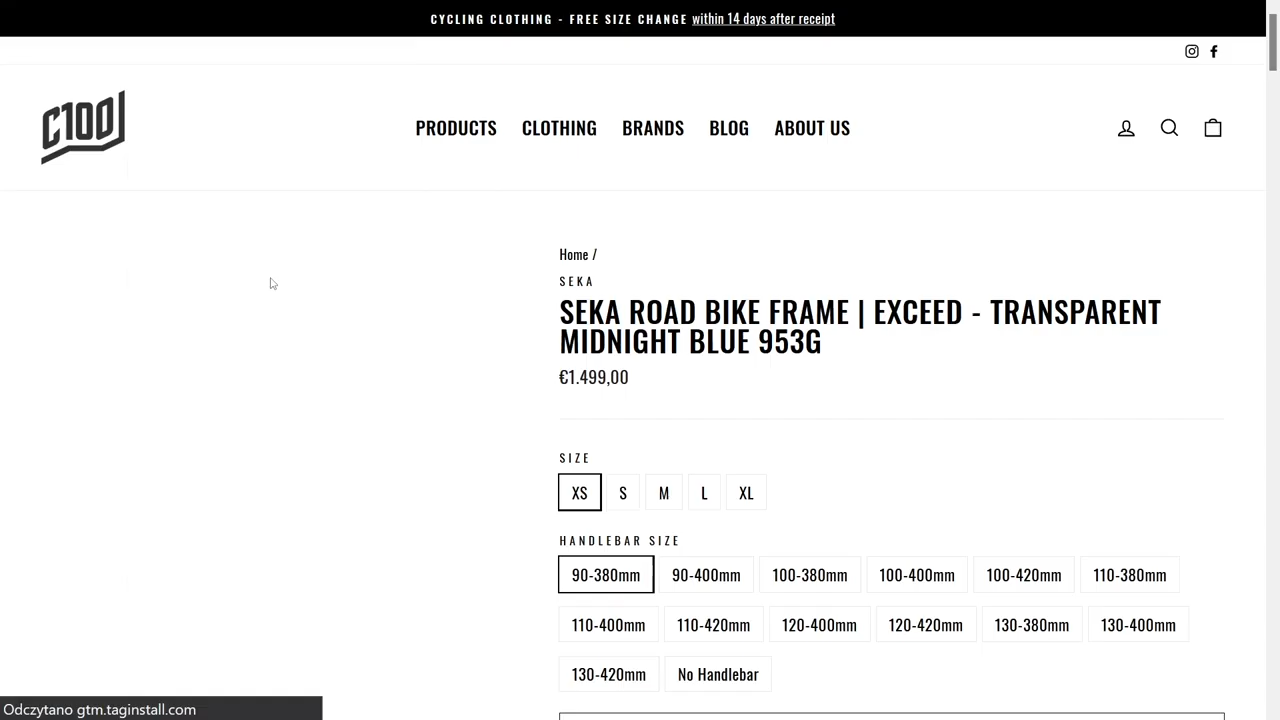 CYCLING CLOTHING - FREE SIZE CHANGE within 14 days after receipt
C100
PRODUCTS CLOTHING BRANDS BLOG ABOUT US
Home /
SEKA
SEKA ROAD BIKE FRAME | EXCEED - TRANSPARENT
MIDNIGHT BLUE 953G
€1.499,00
SIZE
XS S M L XL
HANDLEBAR SIZE
90-380mm 90-400mm 100-380mm 100-400mm 100-420mm 110-380mm
110-400mm 110-420mm 120-400mm 120-420mm 130-380mm 130-400mm
130-420mm No Handlebar
Odczytano gtm.taginstall.com